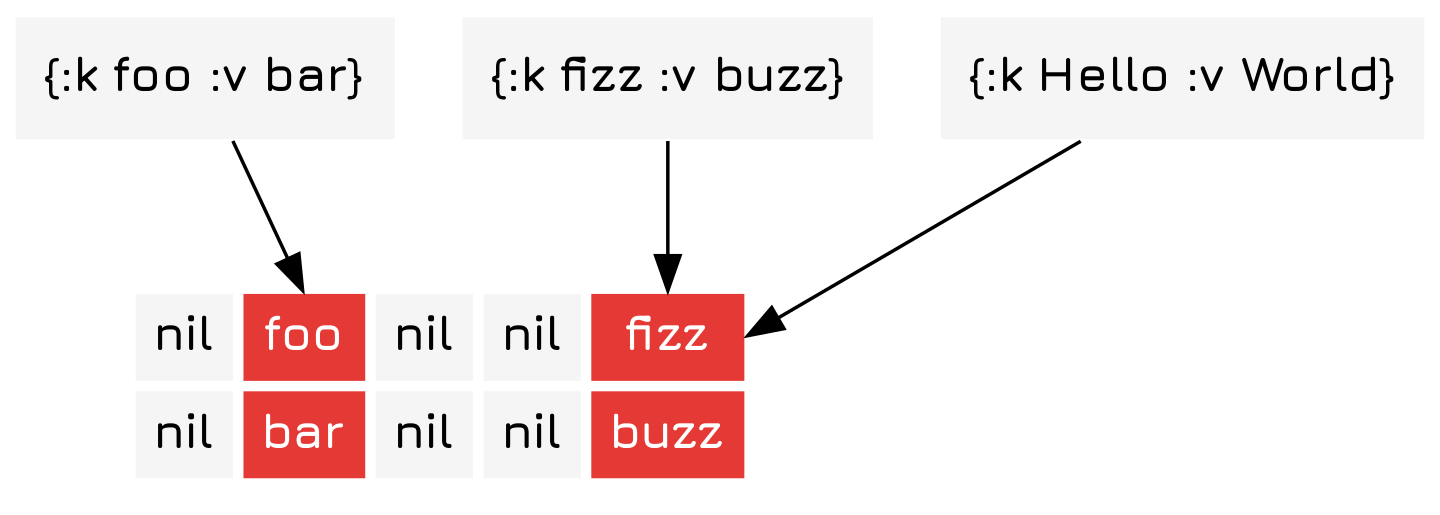 {:k foo :v bar} {:k fizz :v buzz} {:k Hello :v World}
nil foo nil nil fizz
nil bar nil nil buzz